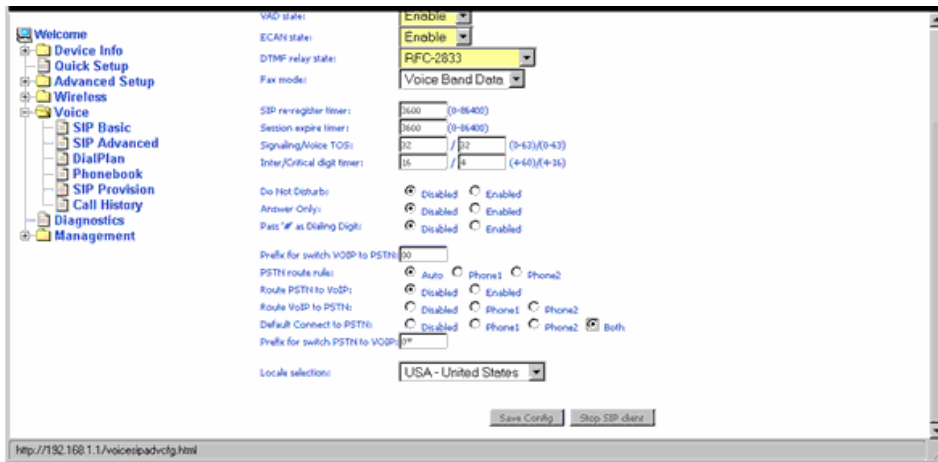 VAD state: Enable
Welcome
ECAN state: Enable
Device Info
DTMF relay state: RFC-2833
Quick Setup
Advanced Setup
Fax mode: Voice Band Data
Wireless
Voice
SIP re-register timer: 3600 (0-86400)
SIP Basic
Session expire timer: 3600 (0-86400)
SIP Advanced
Signaling/Voice TOS: 32 / 32 (0-63)/(0-63)
DialPlan
Inter/Critical digit timer: 16 / 4 (4-60)/(4-16)
Phonebook
SIP Provision
Do Not Disturb: Disabled Enabled
Call History
Answer Only: Disabled Enabled
Diagnostics
Pass '#' as Dialing Digit: Disabled Enabled
Management
Prefix for switch VOIP to PSTN: 00
PSTN route rule: Auto Phone1 Phone2
Route PSTN to VoIP: Disabled Enabled
Route VoIP to PSTN: Disabled Phone1 Phone2
Default Connect to PSTN: Disabled Phone1 Phone2 Both
Prefix for switch PSTN to VOIP: 0*
Locale selection: USA - United States
Save Config Stop SIP client
http://192.168.1.1/voicesipadvcfg.html